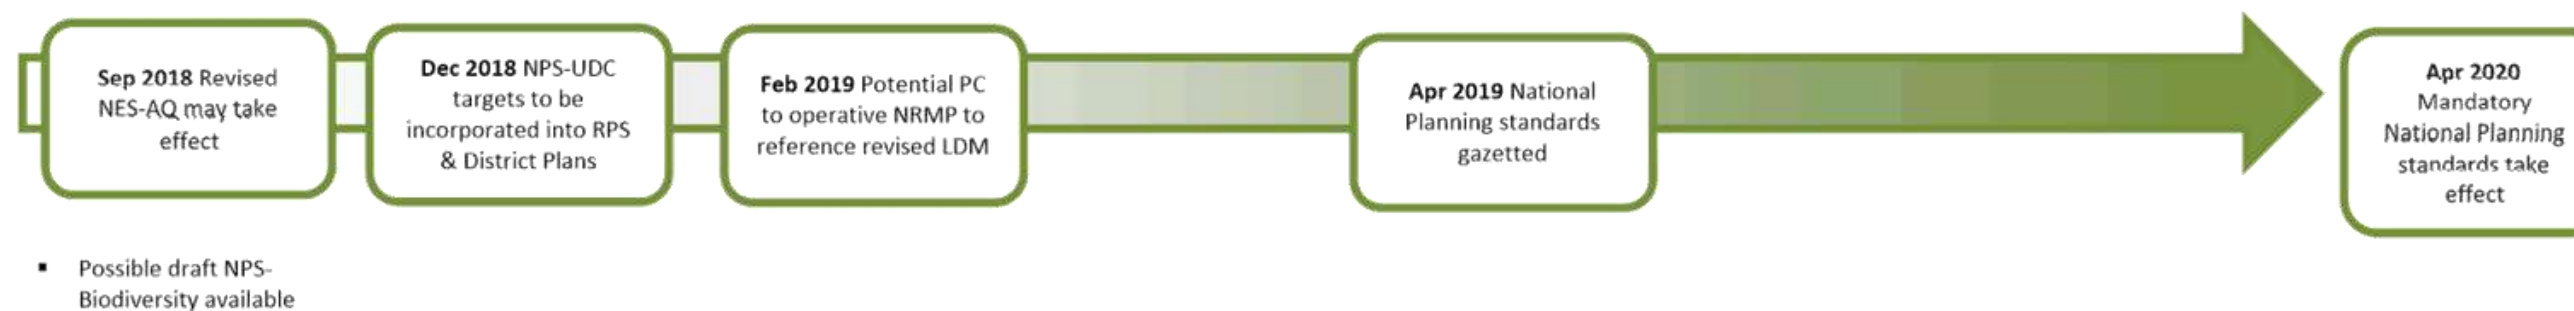 Sep 2018 Revised
NES-AQ may take
effect
Dec 2018 NPS-UDC
targets to be
incorporated into RPS
& District Plans
Feb 2019 Potential PC
to operative NRMP to
reference revised LDM
Apr 2019 National
Planning standards
gazetted
Apr 2020
Mandatory
National Planning
standards take
effect
▪ Possible draft NPS-
Biodiversity available